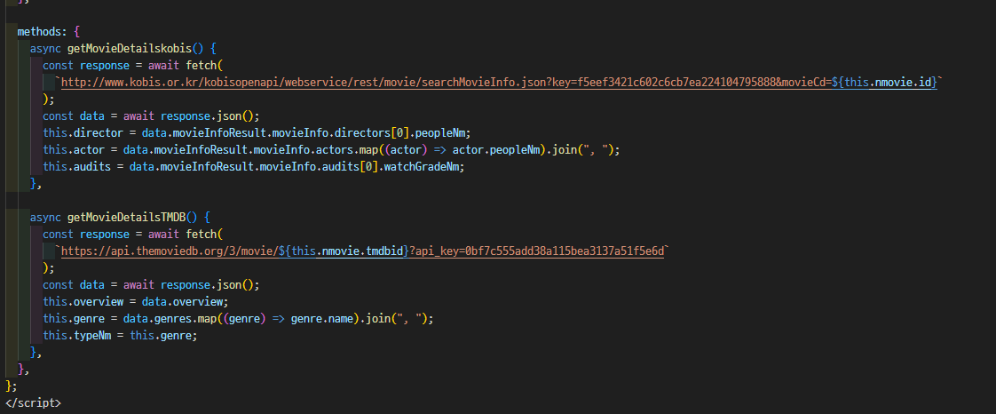 },
methods: {
async getMovieDetailskobis() {
const response = await fetch(
`http://www.kobis.or.kr/kobisopenapi/webservice/rest/movie/searchMovieInfo.json?key=f5eef3421c602c6cb7ea224104795888&movieCd=${this.nmovie.id}`
);
const data = await response.json();
this.director = data.movieInfoResult.movieInfo.directors[0].peopleNm;
this.actor = data.movieInfoResult.movieInfo.actors.map((actor) => actor.peopleNm).join(", ");
this.audits = data.movieInfoResult.movieInfo.audits[0].watchGradeNm;
},
async getMovieDetailsTMDB() {
const response = await fetch(
`https://api.themoviedb.org/3/movie/${this.nmovie.tmdbid}?api_key=0bf7c555add38a115bea3137a51f5e6d`
);
const data = await response.json();
this.overview = data.overview;
this.genre = data.genres.map((genre) => genre.name).join(", ");
this.typeNm = this.genre;
},
},
};
</script>